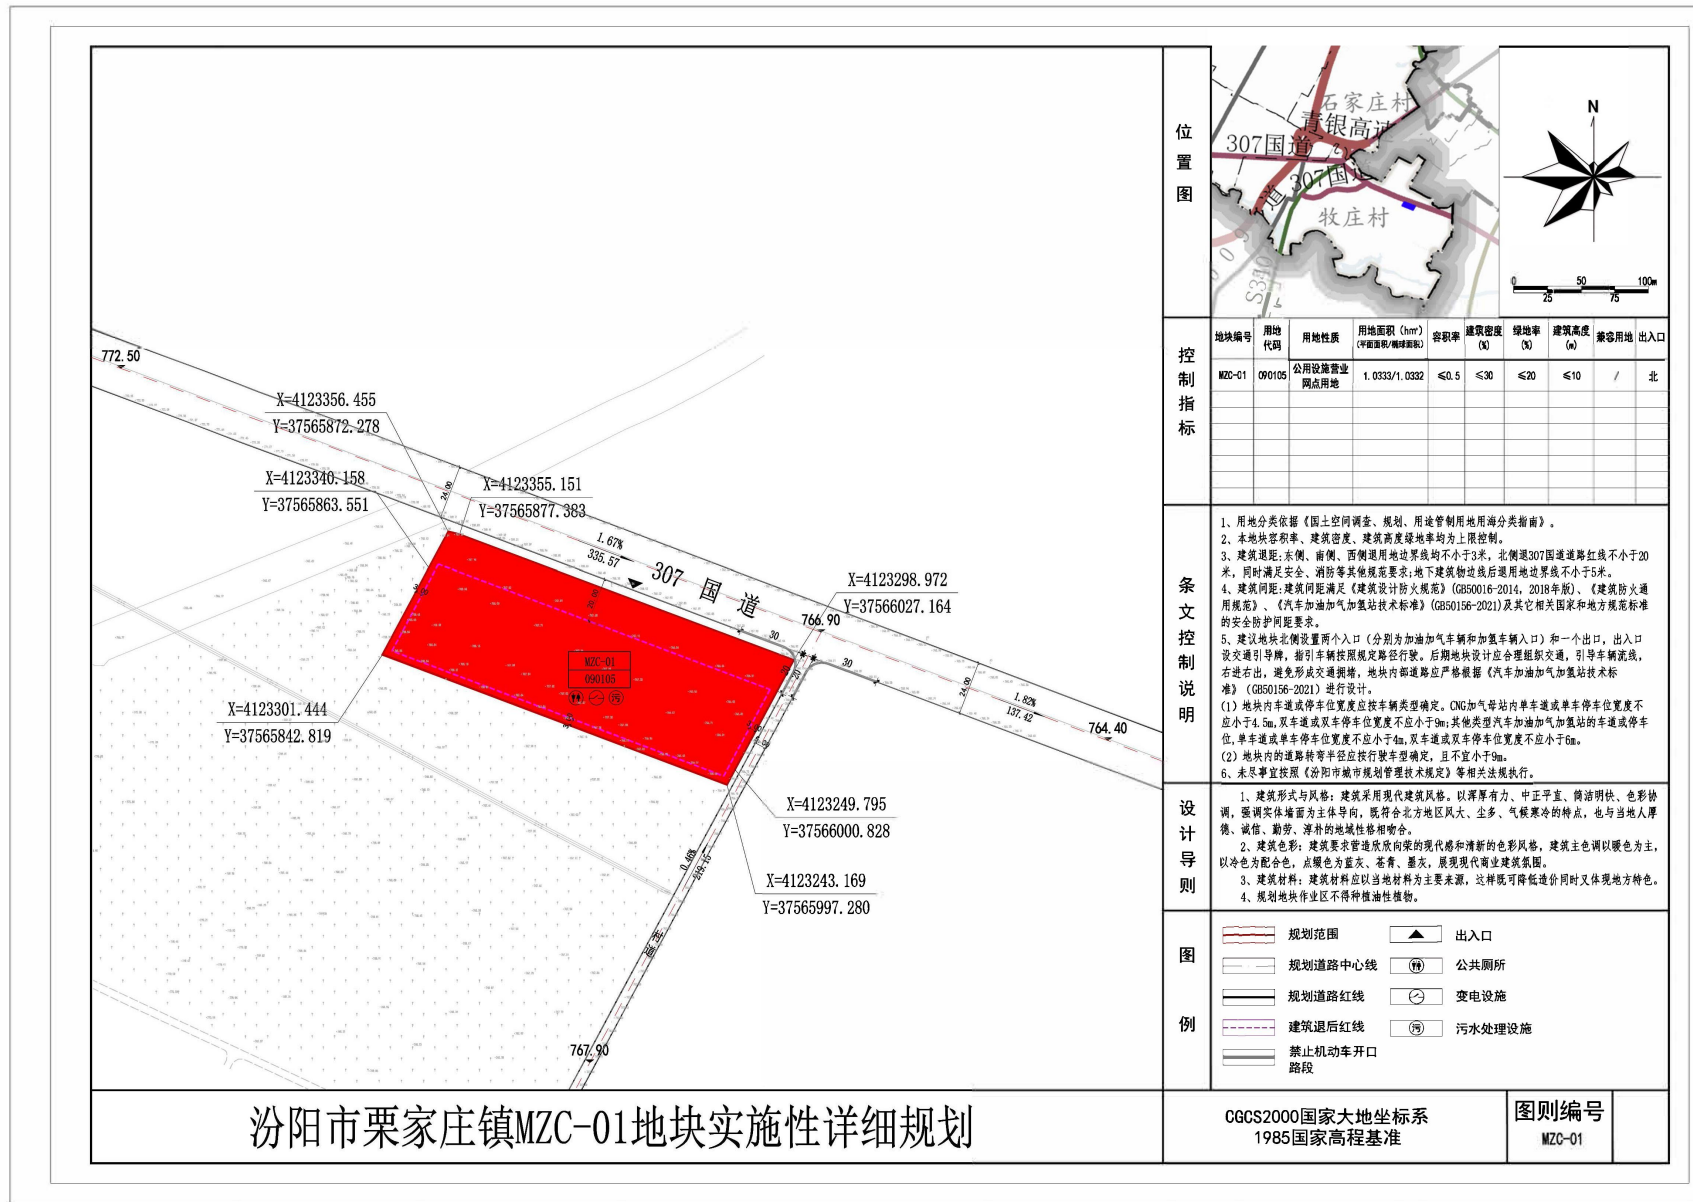 772.50
X=4123356.455
Y=37565872.278
X=4123340.158
Y=37565863.551
X=4123355.151
Y=37565877.383
24.00
1.67%
335.57
307 国 道
20.00
X=4123298.972
Y=37566027.164
766.90
30
30
20
24.00
1.82%
137.42
764.40
MZC-01
090105
污
X=4123301.444
Y=37565842.819
X=4123249.795
Y=37566000.828
X=4123243.169
Y=37565997.280
0.46%
219.15
767.90
位置图
石家庄村
青银高速
307国道
307国道
牧庄村
S340
N
0 50 100m
25 75
控制指标
地块编号 用地代码 用地性质 用地面积（hm²）（平面面积/椭球面积） 容积率 建筑密度(%) 绿地率(%) 建筑高度(m) 兼容用地 出入口
MZC-01 090105 公用设施营业网点用地 1.0333/1.0332 ≤0.5 ≤30 ≤20 ≤10 / 北
条文控制说明
1、用地分类依据《国土空间调查、规划、用途管制用地用海分类指南》。
2、本地块容积率、建筑密度、建筑高度绿地率均为上限控制。
3、建筑退距:东侧、南侧、西侧退用地边界线均不小于3米，北侧退307国道道路红线不小于20
米，同时满足安全、消防等其他规范要求;地下建筑物边线后退用地边界线不小于5米。
4、建筑间距:建筑间距满足《建筑设计防火规范》(GB50016-2014，2018年版)、《建筑防火通
用规范》、《汽车加油加气加氢站技术标准》(GB50156-2021)及其它相关国家和地方规范标准
的安全防护间距要求。
5、建议地块北侧设置两个入口（分别为加油加气车辆和加氢车辆入口）和一个出口，出入口
设交通引导牌，指引车辆按照规定路径行驶。后期地块设计应合理组织交通，引导车辆流线，
右进右出，避免形成交通拥堵，地块内部道路应严格根据《汽车加油加气加氢站技术标
准》（GB50156-2021）进行设计。
(1）地块内车道或停车位宽度应按车辆类型确定。CNG加气母站内单车道或单车停车位宽度不
应小于4.5m,双车道或双车停车位宽度不应小于9m;其他类型汽车加油加气加氢站的车道或停车
位,单车道或单车停车位宽度不应小于4m,双车道或双车停车位宽度不应小于6m。
(2）地块内的道路转弯半径应按行驶车型确定，且不宜小于9m。
6、未尽事宜按照《汾阳市城市规划管理技术规定》等相关法规执行。
设计导则
1、建筑形式与风格：建筑采用现代建筑风格。以浑厚有力、中正平直、简洁明快、色彩协
调，强调实体墙面为主体导向，既符合北方地区风大、尘多、气候寒冷的特点，也与当地人厚
德、诚信、勤劳、淳朴的地域性格相吻合。
2、建筑色彩：建筑要求营造欣欣向荣的现代感和清新的色彩风格，建筑主色调以暖色为主，
以冷色为配合色，点缀色为蓝灰、苍青、墨灰，展现现代商业建筑氛围。
3、建筑材料：建筑材料应以当地材料为主要来源，这样既可降低造价同时又体现地方特色。
4、规划地块作业区不得种植油性植物。
图例
规划范围 出入口
规划道路中心线 公共厕所
规划道路红线 变电设施
建筑退后红线 污 污水处理设施
禁止机动车开口
路段
汾阳市栗家庄镇MZC-01地块实施性详细规划
CGCS2000国家大地坐标系
1985国家高程基准
图则编号
MZC-01